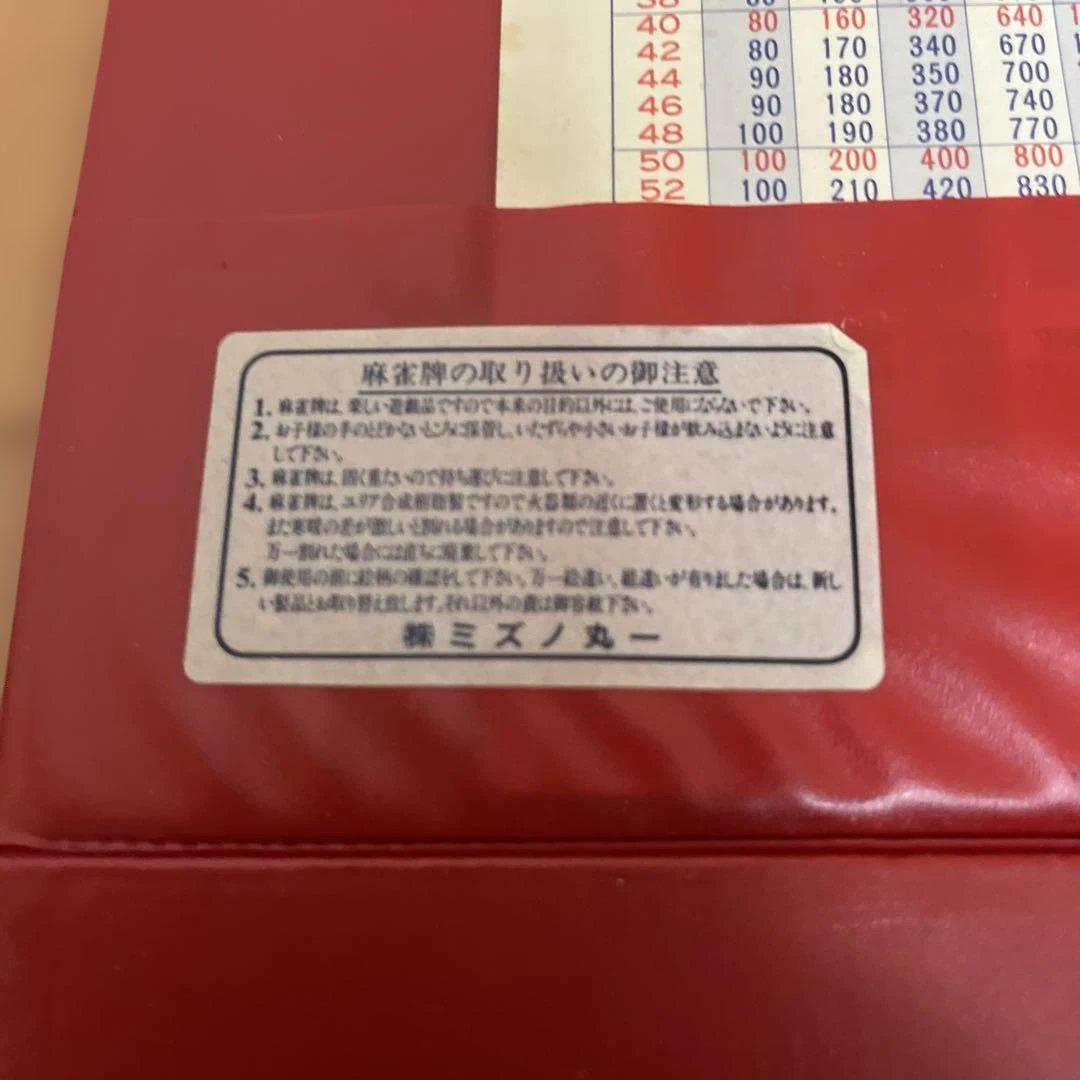 40 80 160 320 640
42 80 170 340 670
44 90 180 350 700
46 90 180 370 740
48 100 190 380 770
50 100 200 400 800
52 100 210 420 830
麻雀牌の取り扱いの御注意
1. 麻雀牌は、楽しい遊戯品ですので本来の目的以外には、ご使用にならないで下さい。
2. お子様の手のとどかないところに保管し、いたずらや小さいお子様が飲み込まないように注意
して下さい。
3. 麻雀牌は、固く重たいので持ち運びに注意して下さい。
4. 麻雀牌は、ユリア合成樹脂製ですので火器類の近くに置くと変形する場合があります。
また寒暖の差が激しいと割れる場合がありますので注意して下さい。
万一割れた場合には直ちに廃棄して下さい。
5. 御使用の前に絵柄の確認をして下さい。万一絵違い、組違いが有りました場合は、新し
い製品とお取り替え致します。それ以外の責は御容赦下さい。
㈱ミズノ丸一